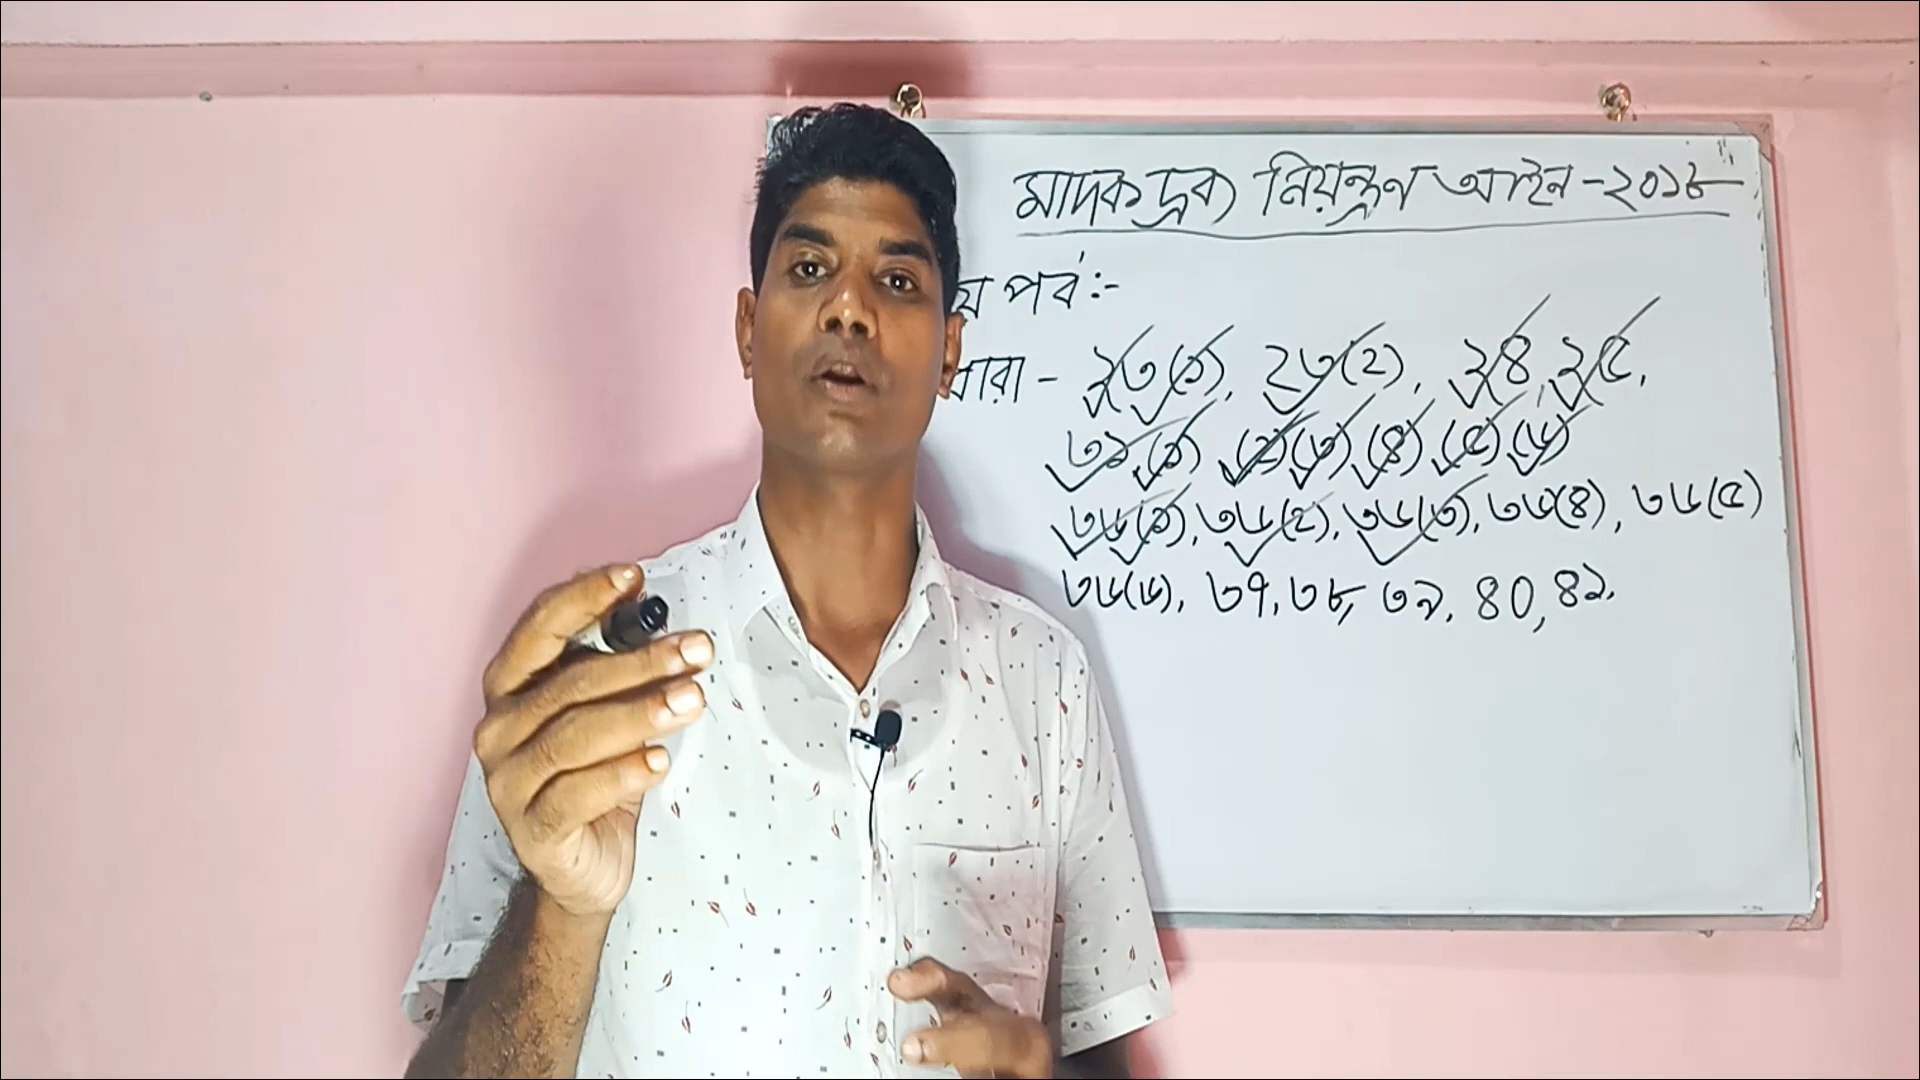 মাদকদ্রব্য নিয়ন্ত্রণ আইন-২০১৮
পর্ব :-
ধারা - ২৩(১), ২৩(২), ২৪, ২৫,
৩১(১) (২) (৩) (৪) (৫) (৬)
৩৬(১), ৩৬(২), ৩৬(৩), ৩৬(৪), ৩৬(৫)
৩৬(৬), ৩৭, ৩৮, ৩৯, ৪০, ৪১,